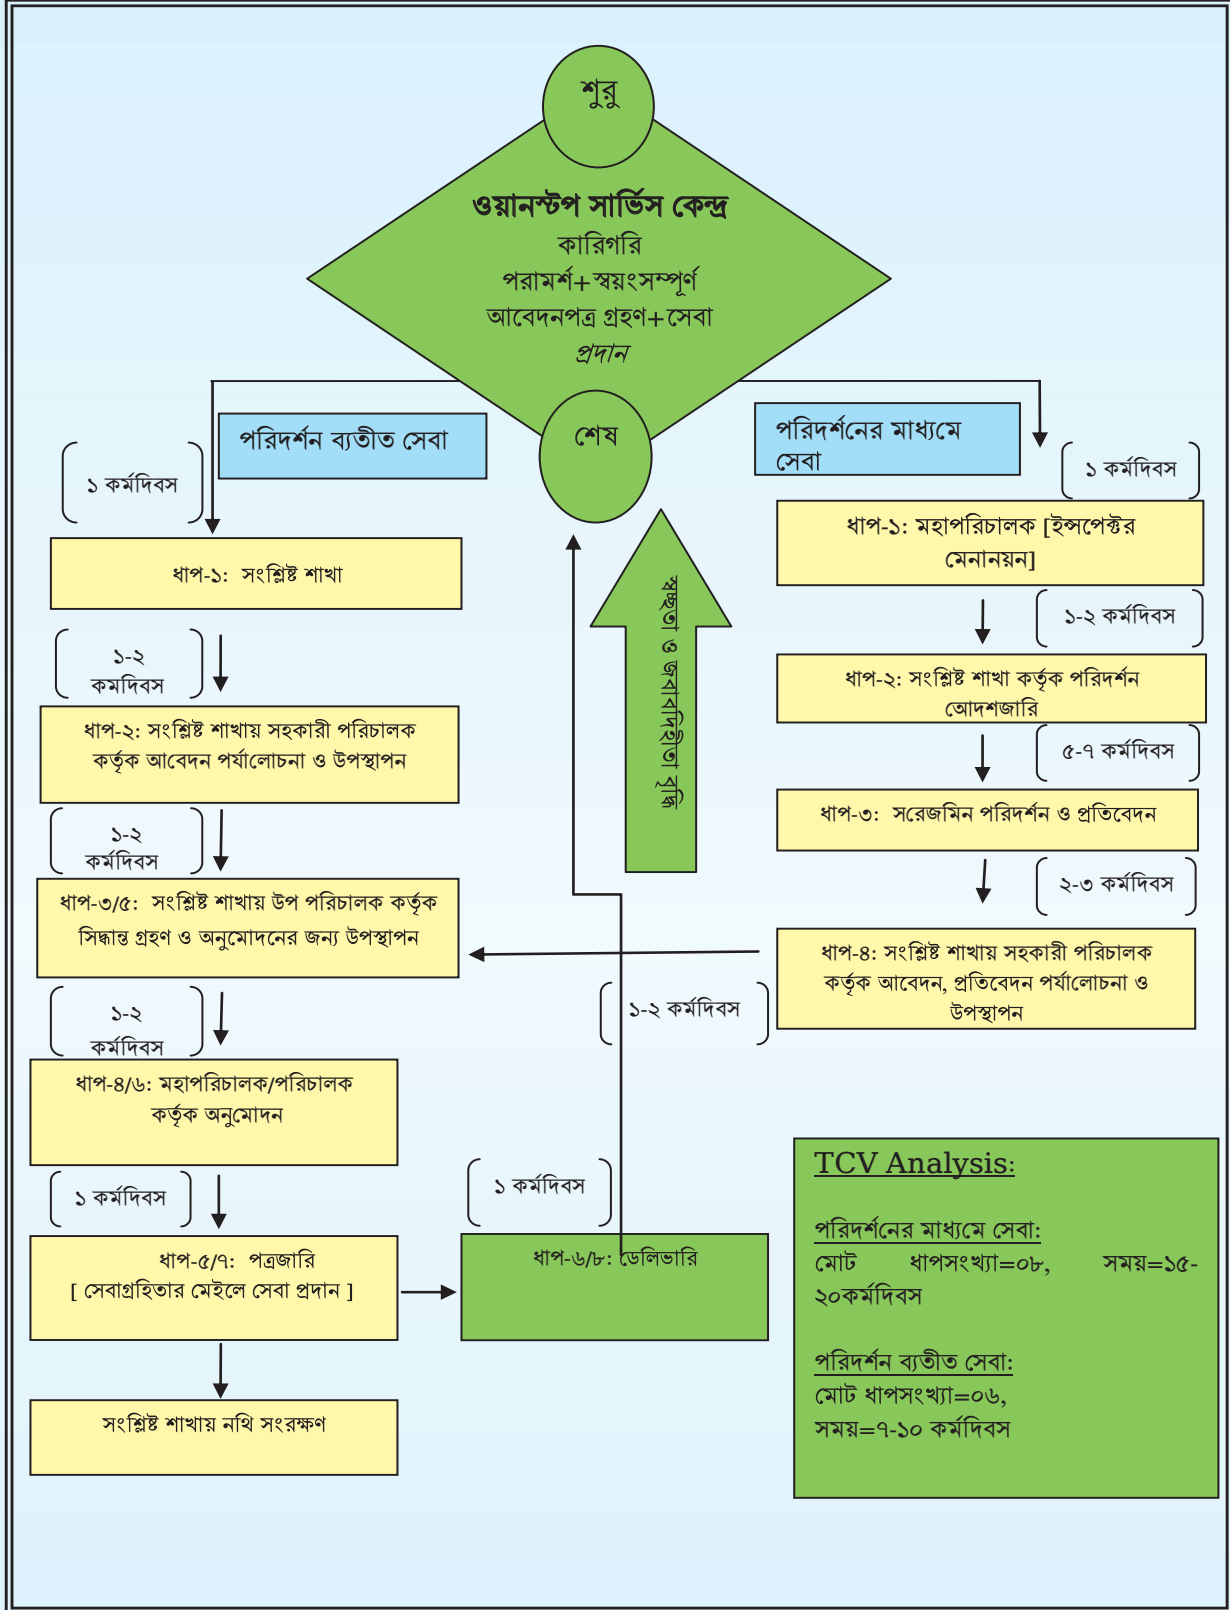 শুরু
ওয়ানস্টপ সার্ভিস কেন্দ্র
কারিগরি
পরামর্শ+স্বয়ংসম্পূর্ণ
আবেদনপত্র গ্রহণ+সেবা
প্রদান
শেষ
পরিদর্শন ব্যতীত সেবা
১ কর্মদিবস
ধাপ-১: সংশ্লিষ্ট শাখা
১-২
কর্মদিবস
ধাপ-২: সংশ্লিষ্ট শাখায় সহকারী পরিচালক
কর্তৃক আবেদন পর্যালোচনা ও উপস্থাপন
১-২
কর্মদিবস
ধাপ-৩/৫: সংশ্লিষ্ট শাখায় উপ পরিচালক কর্তৃক
সিদ্ধান্ত গ্রহণ ও অনুমোদনের জন্য উপস্থাপন
১-২
কর্মদিবস
ধাপ-৪/৬: মহাপরিচালক/পরিচালক
কর্তৃক অনুমোদন
১ কর্মদিবস
ধাপ-৫/৭: পত্রজারি
[ সেবাগ্রহিতার মেইলে সেবা প্রদান ]
সংশ্লিষ্ট শাখায় নথি সংরক্ষণ
১ কর্মদিবস
ধাপ-৬/৮: ডেলিভারি
স্বচ্ছতা ও জবাবদিহীতা বৃদ্ধি
পরিদর্শনের মাধ্যমে
সেবা
১ কর্মদিবস
ধাপ-১: মহাপরিচালক [ইন্সপেক্টর
মেনানয়ন]
১-২ কর্মদিবস
ধাপ-২: সংশ্লিষ্ট শাখা কর্তৃক পরিদর্শন
আেদশজারি
৫-৭ কর্মদিবস
ধাপ-৩: সরেজমিন পরিদর্শন ও প্রতিবেদন
২-৩ কর্মদিবস
ধাপ-৪: সংশ্লিষ্ট শাখায় সহকারী পরিচালক
কর্তৃক আবেদন, প্রতিবেদন পর্যালোচনা ও
উপস্থাপন
১-২ কর্মদিবস
TCV Analysis:
পরিদর্শনের মাধ্যমে সেবা:
মোট ধাপসংখ্যা=০৮, সময়=১৫-
২০কর্মদিবস
পরিদর্শন ব্যতীত সেবা:
মোট ধাপসংখ্যা=০৬,
সময়=৭-১০ কর্মদিবস